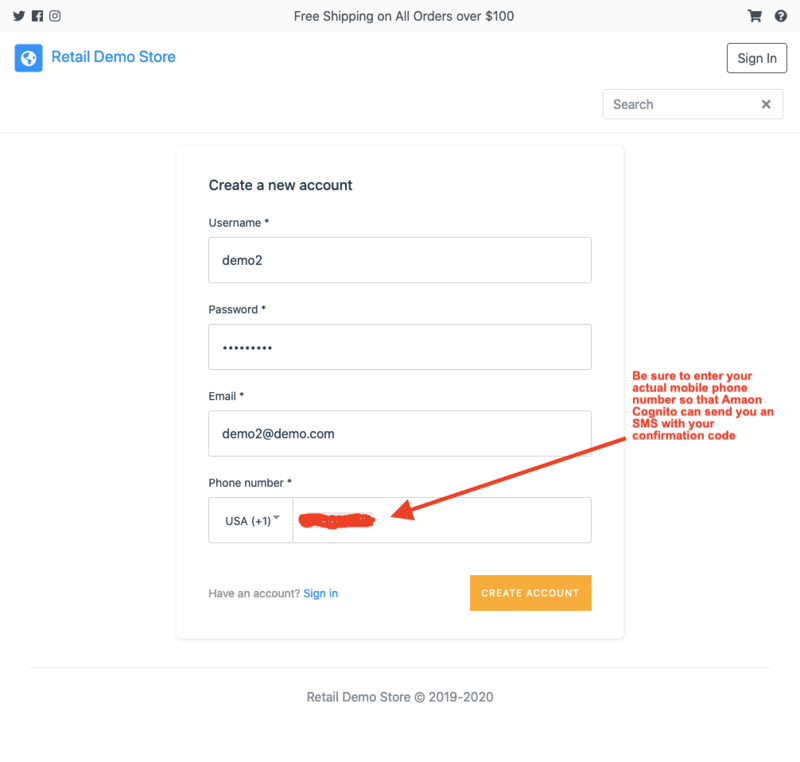 Free Shipping on All Orders over $100
Retail Demo Store
Sign In
Search
Create a new account
Username *
demo2
Password *
•••••••••
Email *
demo2@demo.com
Be sure to enter your
actual mobile phone
number so that Amaon
Cognito can send you an
SMS with your
confirmation code
Phone number *
USA (+1)
Have an account? Sign in
CREATE ACCOUNT
Retail Demo Store © 2019-2020